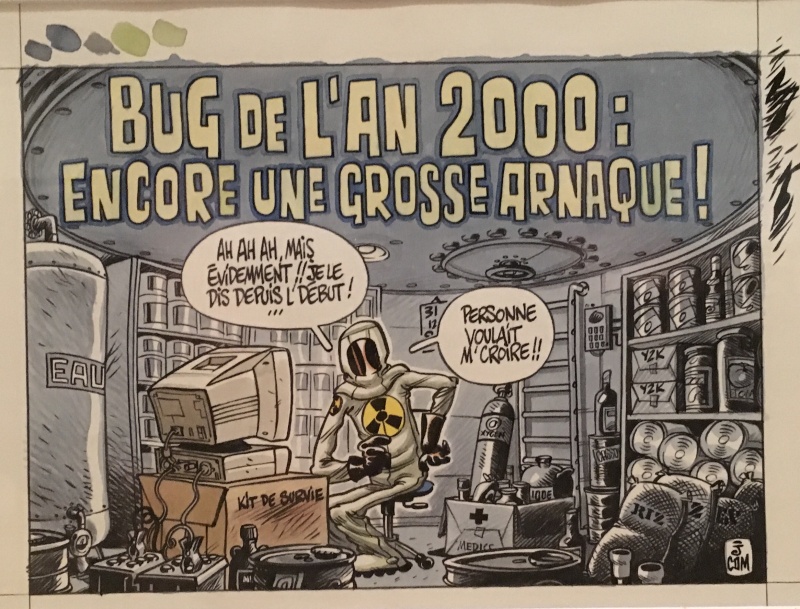 BUG DE L'AN 2000 :
ENCORE UNE GROSSE ARNAQUE !
AH AH AH, MAIS
ÉVIDEMMENT !! JE LE
DIS DEPUIS L'DÉBUT !
...
PERSONNE
VOULAIT
M'CROIRE !!
31
12
EAU
KIT DE SURVIE
OXYGEN
IODE
MEDICS
Y2K
Y2K
RIZ
IZ
COM